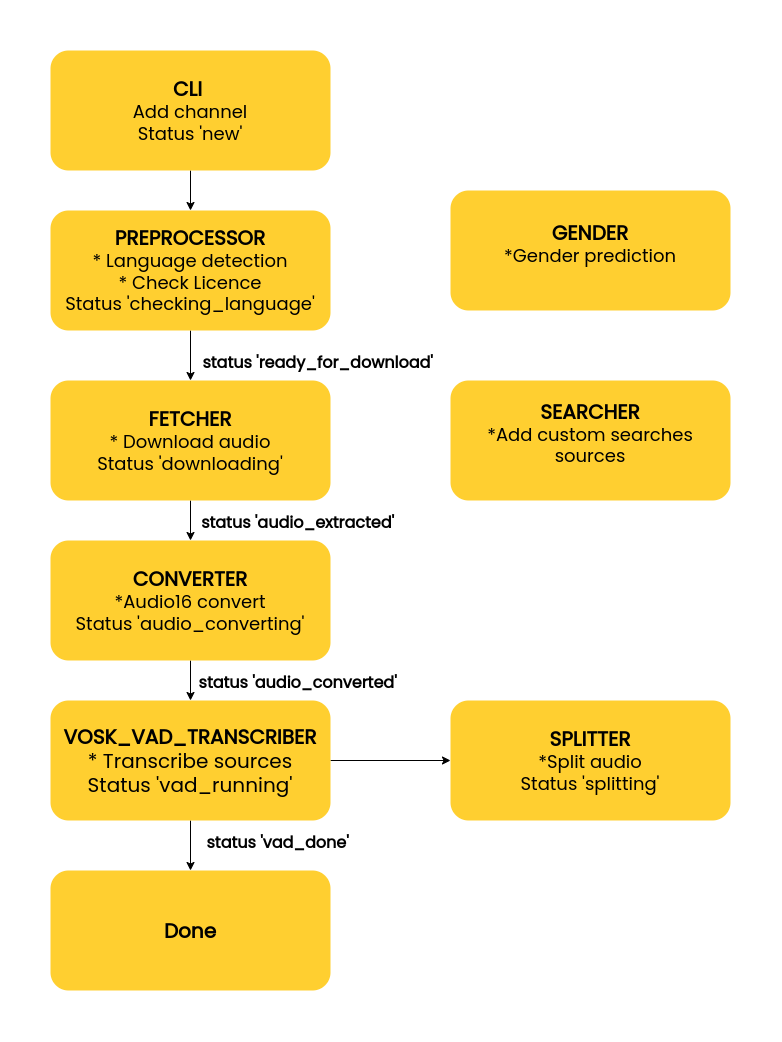 CLI
Add channel
Status 'new'
PREPROCESSOR
* Language detection
* Check Licence
Status 'checking_language'
GENDER
*Gender prediction
status 'ready_for_download'
FETCHER
* Download audio
Status 'downloading'
SEARCHER
*Add custom searches
sources
status 'audio_extracted'
CONVERTER
*Audio16 convert
Status 'audio_converting'
status 'audio_converted'
VOSK_VAD_TRANSCRIBER
* Transcribe sources
Status 'vad_running'
SPLITTER
*Split audio
Status 'splitting'
status 'vad_done'
Done